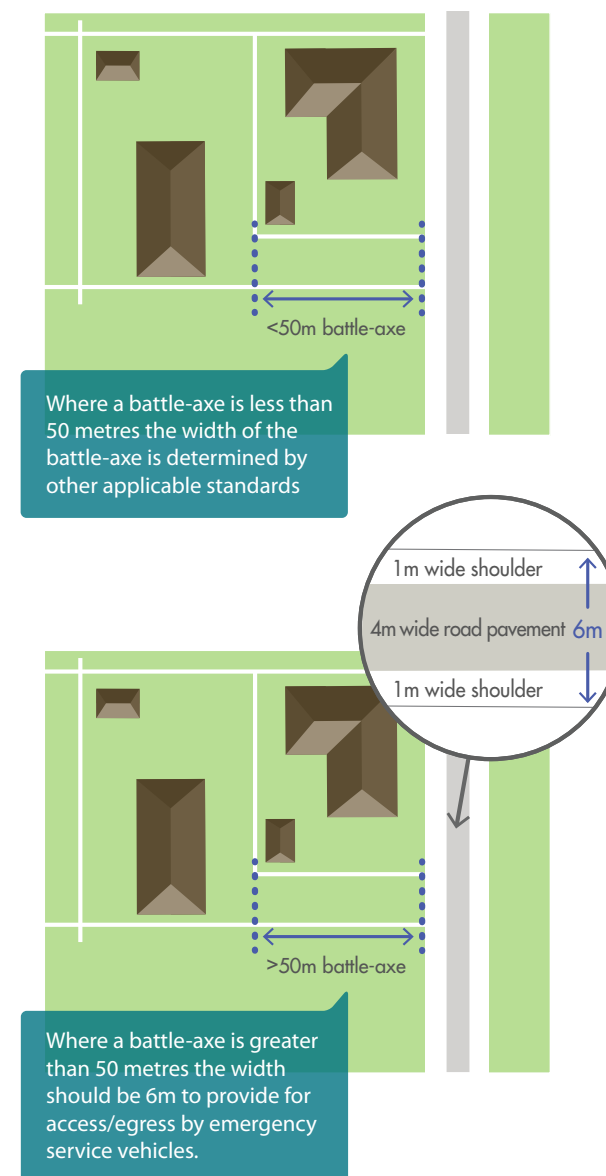 <50m battle-axe
Where a battle-axe is less than
50 metres the width of the
battle-axe is determined by
other applicable standards
1m wide shoulder
4m wide road pavement 6m
1m wide shoulder
>50m battle-axe
Where a battle-axe is greater
than 50 metres the width
should be 6m to provide for
access/egress by emergency
service vehicles.